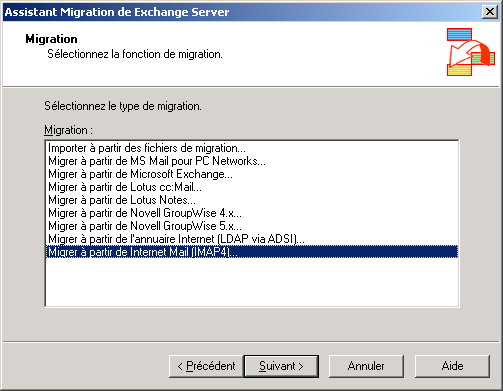 Assistant Migration de Exchange Server
Migration
Sélectionnez la fonction de migration.
Sélectionnez le type de migration.
Migration :
Importer à partir des fichiers de migration...
Migrer à partir de MS Mail pour PC Networks...
Migrer à partir de Microsoft Exchange...
Migrer à partir de Lotus cc:Mail...
Migrer à partir de Lotus Notes...
Migrer à partir de Novell GroupWise 4.x...
Migrer à partir de Novell GroupWise 5.x...
Migrer à partir de l'annuaire Internet (LDAP via ADSI)...
Migrer à partir de Internet Mail (IMAP4)...
< Précédent Suivant > Annuler Aide